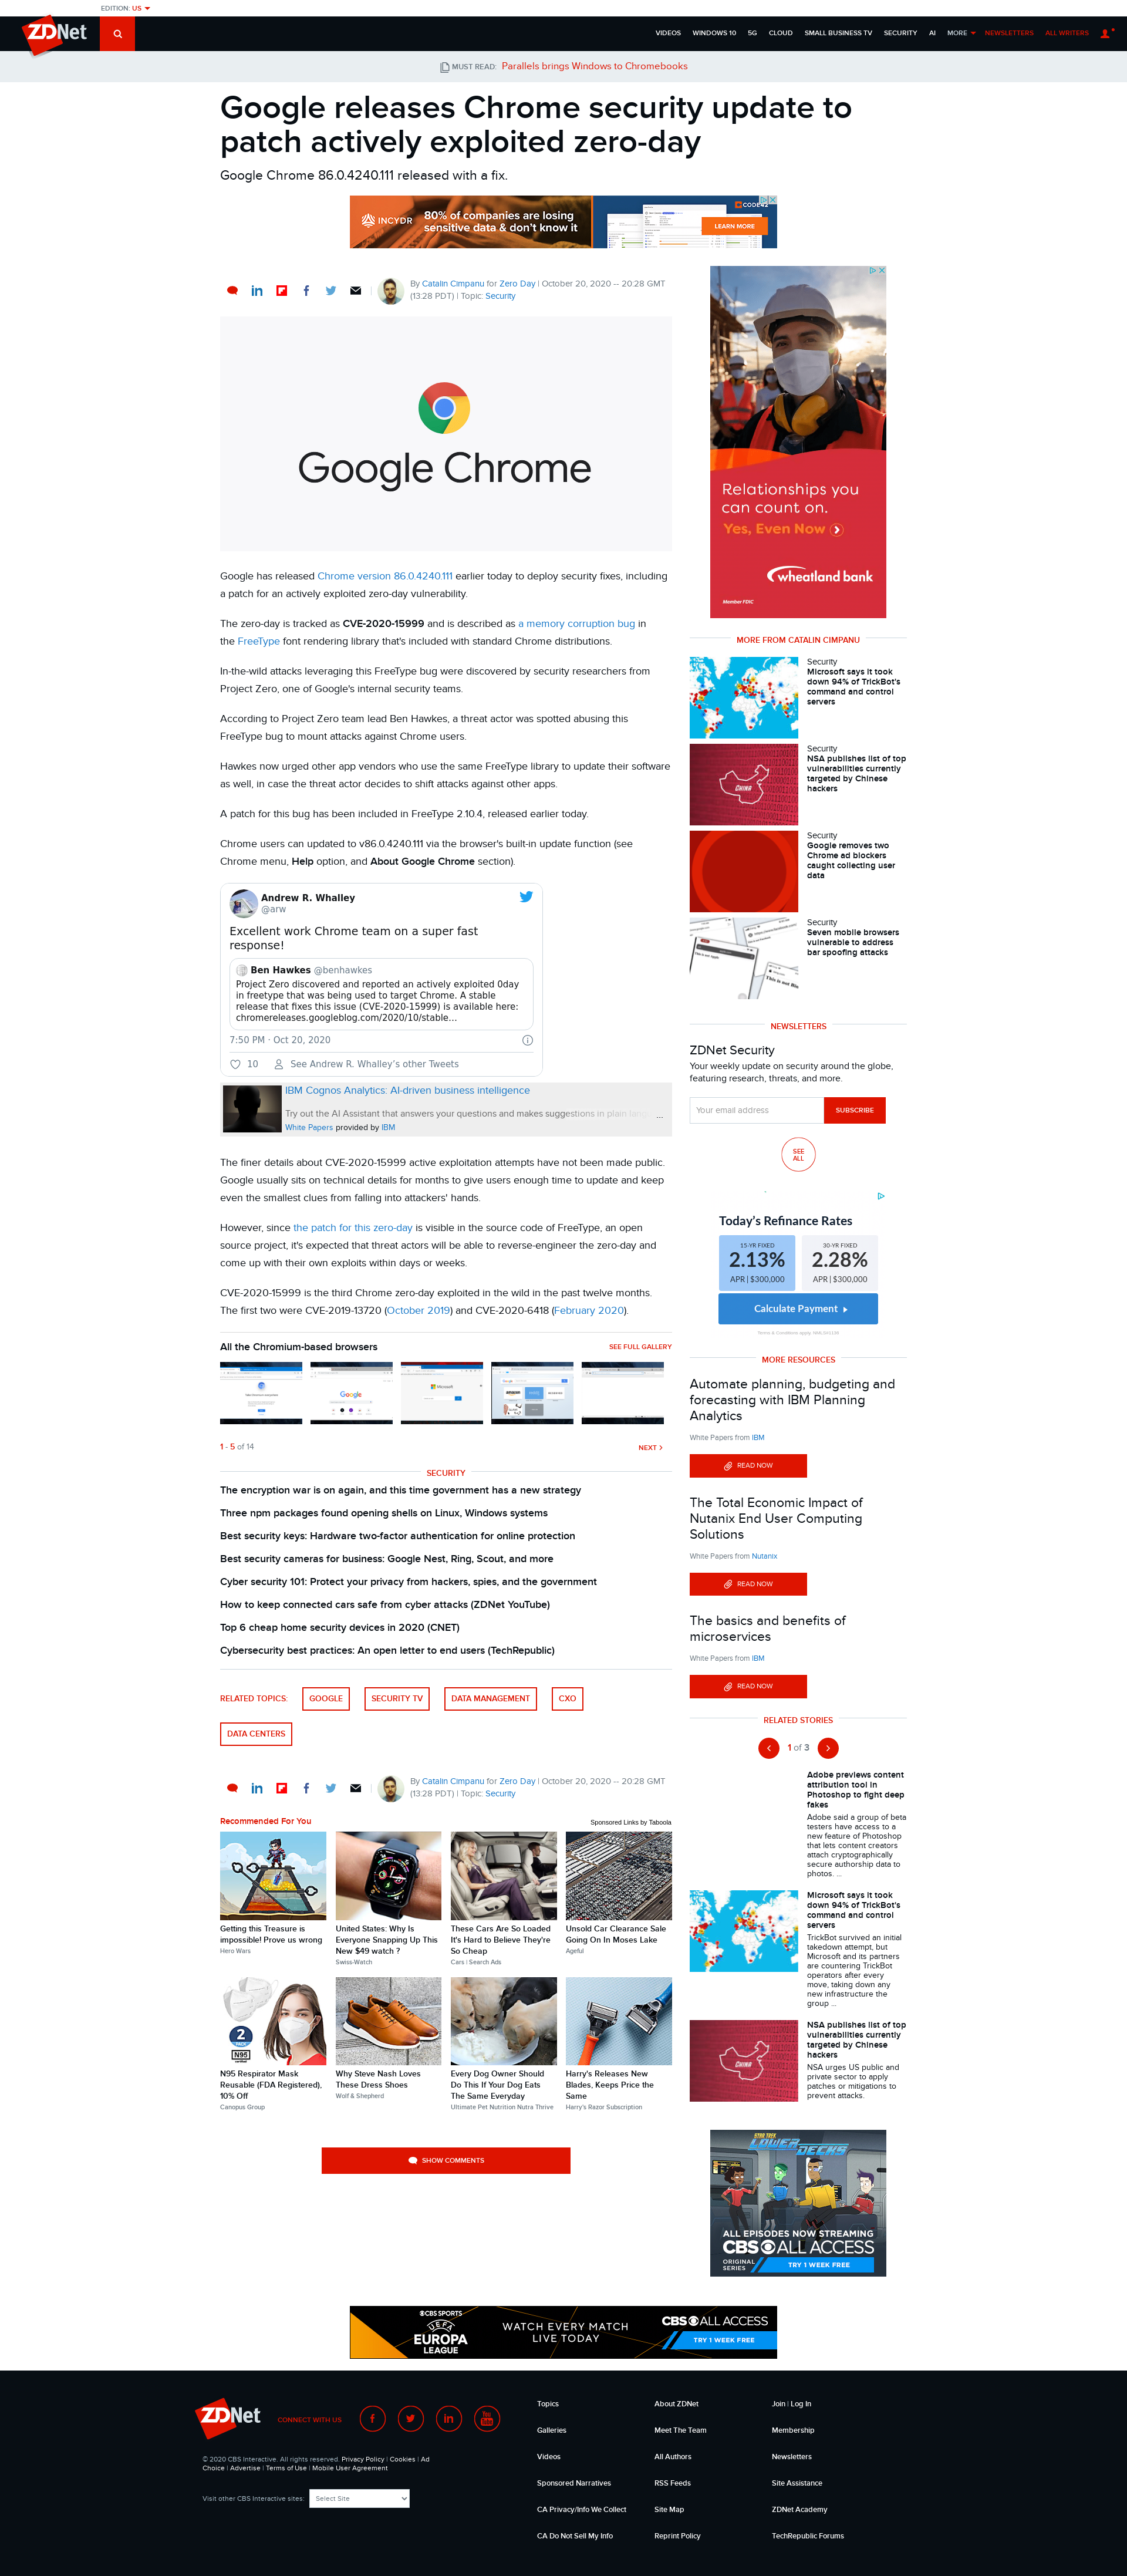 EDITION: US
ZDNet
VIDEOS WINDOWS 10 5G CLOUD SMALL BUSINESS TV SECURITY AI MORE NEWSLETTERS ALL WRITERS
MUST READ: Parallels brings Windows to Chromebooks
Google releases Chrome security update to
patch actively exploited zero-day
Google Chrome 86.0.4240.111 released with a fix.
INCYDR
80% of companies are losing
sensitive data & don't know it
CODE42
LEARN MORE
By Catalin Cimpanu for Zero Day | October 20, 2020 -- 20:28 GMT
(13:28 PDT) | Topic: Security
Google Chrome
Google has released Chrome version 86.0.4240.111 earlier today to deploy security fixes, including
a patch for an actively exploited zero-day vulnerability.
The zero-day is tracked as CVE-2020-15999 and is described as a memory corruption bug in
the FreeType font rendering library that's included with standard Chrome distributions.
In-the-wild attacks leveraging this FreeType bug were discovered by security researchers from
Project Zero, one of Google's internal security teams.
According to Project Zero team lead Ben Hawkes, a threat actor was spotted abusing this
FreeType bug to mount attacks against Chrome users.
Hawkes now urged other app vendors who use the same FreeType library to update their software
as well, in case the threat actor decides to shift attacks against other apps.
A patch for this bug has been included in FreeType 2.10.4, released earlier today.
Chrome users can updated to v86.0.4240.111 via the browser's built-in update function (see
Chrome menu, Help option, and About Google Chrome section).
Andrew R. Whalley
@arw
Excellent work Chrome team on a super fast
response!
Ben Hawkes @benhawkes
Project Zero discovered and reported an actively exploited 0day
in freetype that was being used to target Chrome. A stable
release that fixes this issue (CVE-2020-15999) is available here:
chromereleases.googleblog.com/2020/10/stable…
7:50 PM · Oct 20, 2020
10 See Andrew R. Whalley's other Tweets
IBM Cognos Analytics: AI-driven business intelligence
Try out the AI Assistant that answers your questions and makes suggestions in plain ...
White Papers provided by IBM
The finer details about CVE-2020-15999 active exploitation attempts have not been made public.
Google usually sits on technical details for months to give users enough time to update and keep
even the smallest clues from falling into attackers' hands.
However, since the patch for this zero-day is visible in the source code of FreeType, an open
source project, it's expected that threat actors will be able to reverse-engineer the zero-day and
come up with their own exploits within days or weeks.
CVE-2020-15999 is the third Chrome zero-day exploited in the wild in the past twelve months.
The first two were CVE-2019-13720 (October 2019) and CVE-2020-6418 (February 2020).
All the Chromium-based browsers
SEE FULL GALLERY
Google
Microsoft
1 - 5 of 14
NEXT
SECURITY
The encryption war is on again, and this time government has a new strategy
Three npm packages found opening shells on Linux, Windows systems
Best security keys: Hardware two-factor authentication for online protection
Best security cameras for business: Google Nest, Ring, Scout, and more
Cyber security 101: Protect your privacy from hackers, spies, and the government
How to keep connected cars safe from cyber attacks (ZDNet YouTube)
Top 6 cheap home security devices in 2020 (CNET)
Cybersecurity best practices: An open letter to end users (TechRepublic)
RELATED TOPICS: GOOGLE SECURITY TV DATA MANAGEMENT CXO
DATA CENTERS
By Catalin Cimpanu for Zero Day | October 20, 2020 -- 20:28 GMT
(13:28 PDT) | Topic: Security
Recommended For You
Sponsored Links by Taboola
Getting this Treasure is
impossible! Prove us wrong
Hero Wars
United States: Why Is
Everyone Snapping Up This
New $49 watch ?
Swiss-Watch
These Cars Are So Loaded
It's Hard to Believe They're
So Cheap
Cars | Search Ads
Unsold Car Clearance Sale
Going On In Moses Lake
Ageful
2
N95
N95 Respirator Mask
Reusable (FDA Registered),
10% Off
Canopus Group
Why Steve Nash Loves
These Dress Shoes
Wolf & Shepherd
Every Dog Owner Should
Do This If Your Dog Eats
The Same Everyday
Ultimate Pet Nutrition Nutra Thrive
Harry's Releases New
Blades, Keeps Price the
Same
Harry's Razor Subscription
SHOW COMMENTS
Relationships you
can count on.
Yes, Even Now
wheatland bank
Member FDIC
MORE FROM CATALIN CIMPANU
Security
Microsoft says it took
down 94% of TrickBot's
command and control
servers
CHINA
Security
NSA publishes list of top
vulnerabilities currently
targeted by Chinese
hackers
Security
Google removes two
Chrome ad blockers
caught collecting user
data
Security
Seven mobile browsers
vulnerable to address
bar spoofing attacks
NEWSLETTERS
ZDNet Security
Your weekly update on security around the globe,
featuring research, threats, and more.
Your email address
SUBSCRIBE
SEE
ALL
Today's Refinance Rates
15-YR FIXED
2.13%
APR | $300,000
30-YR FIXED
2.28%
APR | $300,000
Calculate Payment
MORE RESOURCES
Automate planning, budgeting and
forecasting with IBM Planning
Analytics
White Papers from IBM
READ NOW
The Total Economic Impact of
Nutanix End User Computing
Solutions
White Papers from Nutanix
READ NOW
The basics and benefits of
microservices
White Papers from IBM
READ NOW
RELATED STORIES
1 of 3
Adobe previews content
attribution tool in
Photoshop to fight deep
fakes
Adobe said a group of beta
testers have access to a
new feature of Photoshop
that lets content creators
attach cryptographically
secure authorship data to
photos. ...
Microsoft says it took
down 94% of TrickBot's
command and control
servers
TrickBot survived an initial
takedown attempt, but
Microsoft and its partners
are countering TrickBot
operators after every
move, taking down any
new infrastructure the
group ...
CHINA
NSA publishes list of top
vulnerabilities currently
targeted by Chinese
hackers
NSA urges US public and
private sector to apply
patches or mitigations to
prevent attacks.
STAR TREK
LOWER DECKS
ALL EPISODES NOW STREAMING
CBS ALL ACCESS
ORIGINAL
SERIES
TRY 1 WEEK FREE
CBS SPORTS
UEFA
EUROPA
LEAGUE
WATCH EVERY MATCH
LIVE TODAY
CBS ALL ACCESS
TRY 1 WEEK FREE
ZDNet
CONNECT WITH US
© 2020 CBS Interactive. All rights reserved. Privacy Policy | Cookies | Ad
Choice | Advertise | Terms of Use | Mobile User Agreement
Visit other CBS Interactive sites: Select Site
Topics
Galleries
Videos
Sponsored Narratives
CA Privacy/Info We Collect
CA Do Not Sell My Info
About ZDNet
Meet The Team
All Authors
RSS Feeds
Site Map
Reprint Policy
Join | Log In
Membership
Newsletters
Site Assistance
ZDNet Academy
TechRepublic Forums